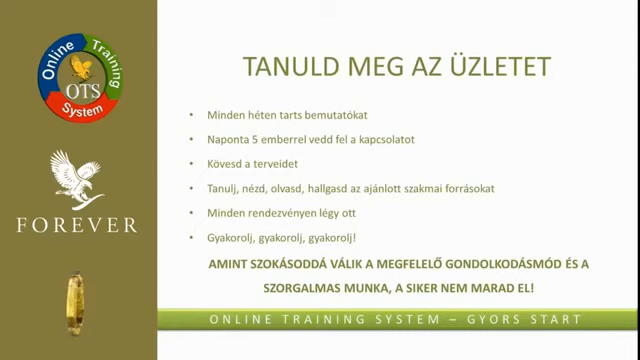 Online Training System
OTS
FOREVER
TANULD MEG AZ ÜZLETET
• Minden héten tarts bemutatókat
• Naponta 5 emberrel vedd fel a kapcsolatot
• Kövesd a terveidet
• Tanulj, nézd, olvasd, hallgasd az ajánlott szakmai forrásokat
• Minden rendezvényen légy ott
• Gyakorolj, gyakorolj, gyakorolj!
AMINT SZOKÁSODDÁ VÁLIK A MEGFELELŐ GONDOLKODÁSMÓD ÉS A
SZORGALMAS MUNKA, A SIKER NEM MARAD EL!
ONLINE TRAINING SYSTEM – GYORS START